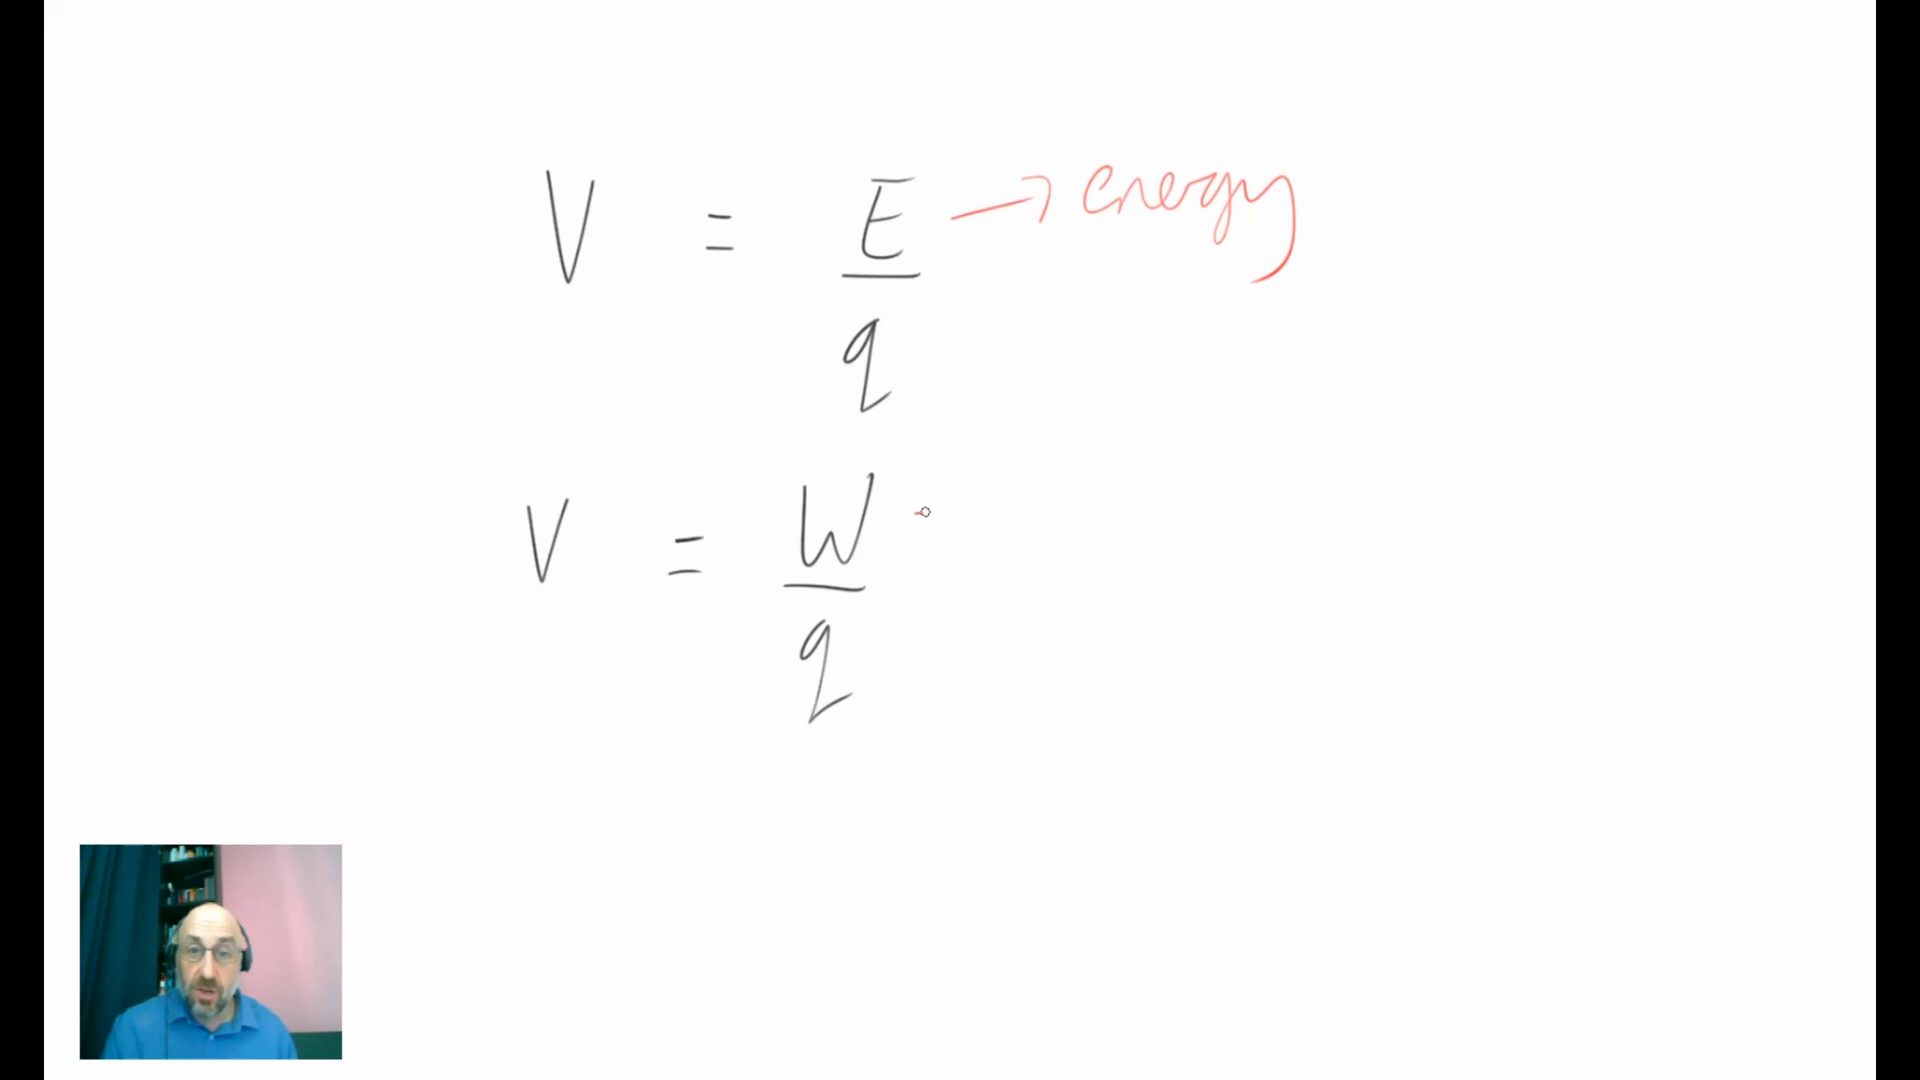 V = E → energy
q
V = W
q